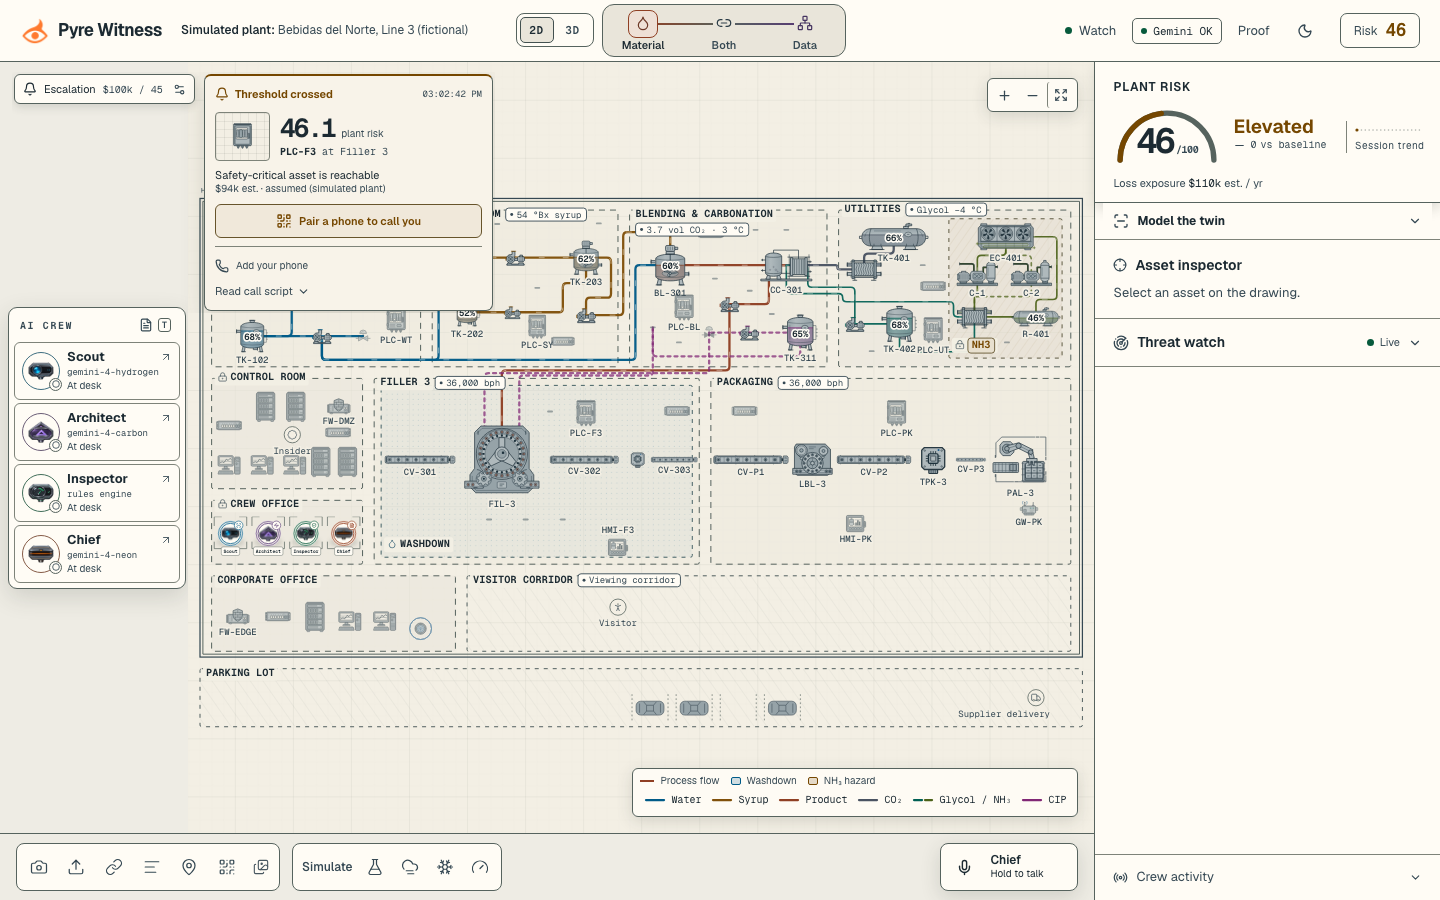 Pyre Witness
Simulated plant: Bebidas del Norte, Line 3 (fictional)
2D 3D
Material Both Data
Watch
Gemini OK
Proof
Risk 46
Escalation $100k / 45
Threshold crossed 03:02:42 PM
46.1 plant risk
PLC-F3 at Filler 3
Safety-critical asset is reachable
$94k est. · assumed (simulated plant)
Pair a phone to call you
Add your phone
Read call script
AI CREW T
Scout
gemini-4-hydrogen
At desk
Architect
gemini-4-carbon
At desk
Inspector
rules engine
At desk
Chief
gemini-4-neon
At desk
54 °Bx syrup
BLENDING & CARBONATION
3.7 vol CO₂ · 3 °C
UTILITIES
Glycol −4 °C
62%
TK-203
60%
BL-301
CC-301
66%
TK-401
EC-401
C-1
C-2
52%
TK-202
PLC-SY
PLC-BL
65%
TK-311
68%
TK-402
PLC-UT
NH3
46%
R-401
68%
TK-102
PLC-WT
CONTROL ROOM
FW-DMZ
Insider
FILLER 3
36,000 bph
PLC-F3
CV-301
CV-302
CV-303
FIL-3
HMI-F3
WASHDOWN
PACKAGING
36,000 bph
PLC-PK
CV-P1
LBL-3
CV-P2
TPK-3
CV-P3
PAL-3
GW-PK
HMI-PK
CREW OFFICE
Scout Architect Inspector Chief
CORPORATE OFFICE
FW-EDGE
VISITOR CORRIDOR
Viewing corridor
Visitor
PARKING LOT
Supplier delivery
Process flow Washdown NH₃ hazard
Water Syrup Product CO₂ Glycol / NH₃ CIP
Simulate
Chief
Hold to talk
PLANT RISK
46 /100
Elevated
— 0 vs baseline
Session trend
Loss exposure $110k est. / yr
Model the twin
Asset inspector
Select an asset on the drawing.
Threat watch
Live
Crew activity